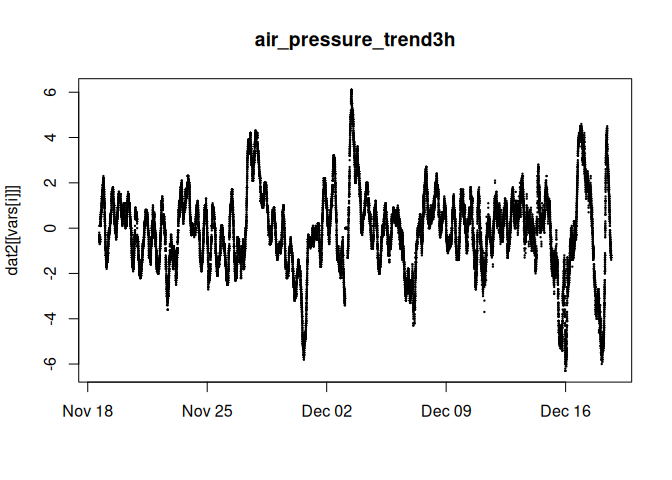 air_pressure_trend3h
dat2[[vars[i]]]
6
4
2
0
-2
-4
-6
Nov 18
Nov 25
Dec 02
Dec 09
Dec 16